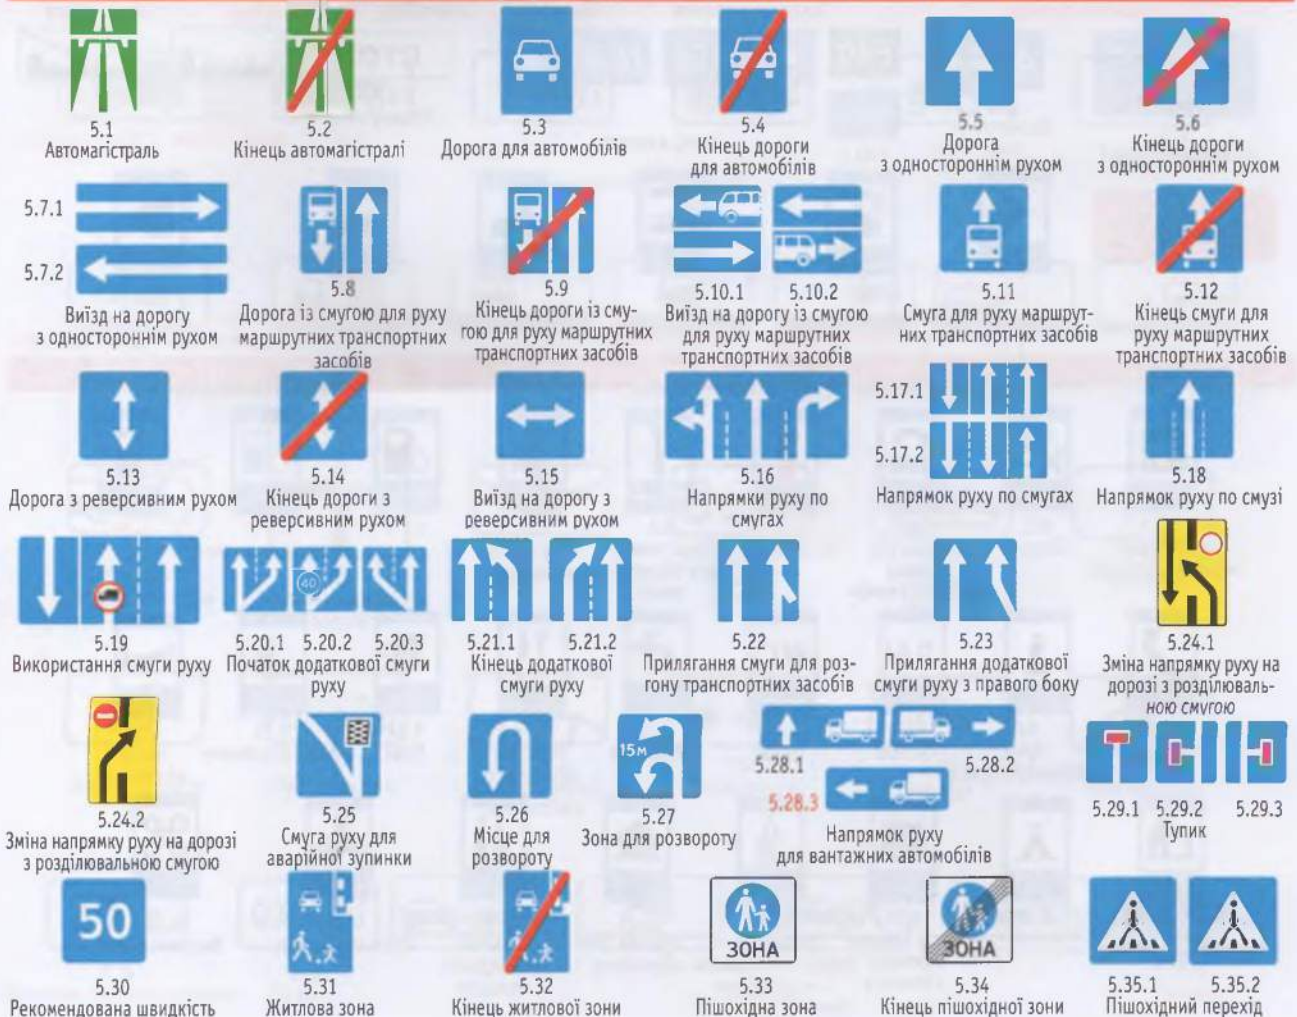 5.1
Автомагістраль
5.2
Кінець автомагістралі
5.3
Дорога для автомобілів
5.4
Кінець дороги
для автомобілів
5.5
Дорога
з одностороннім рухом
5.6
Кінець дороги
з одностороннім рухом
5.7.1
5.7.2
Виїзд на дорогу
з одностороннім рухом
5.8
Дорога із смугою для руху
маршрутних транспортних
засобів
5.9
Кінець дороги із сму-
гою для руху маршрутних
транспортних засобів
5.10.1 5.10.2
Виїзд на дорогу із смугою
для руху маршрутних
транспортних засобів
5.11
Смуга для руху маршрут-
них транспортних засобів
5.12
Кінець смуги для
руху маршрутних
транспортних засобів
5.13
Дорога з реверсивним рухом
5.14
Кінець дороги з
реверсивним рухом
5.15
Виїзд на дорогу з
реверсивним рухом
5.16
Напрямки руху по
смугах
5.17.1
5.17.2
Напрямок руху по смугах
5.18
Напрямок руху по смузі
5.19
Використання смуги руху
40
5.20.1 5.20.2 5.20.3
Початок додаткової смуги
руху
5.21.1 5.21.2
Кінець додаткової
смуги руху
5.22
Прилягання смуги для роз-
гону транспортних засобів
5.23
Прилягання додаткової
смуги руху з правого боку
5.24.1
Зміна напрямку руху на
дорозі з розділюваль-
ною смугою
5.24.2
Зміна напрямку руху на дорозі
з розділювальною смугою
5.25
Смуга руху для
аварійної зупинки
5.26
Місце для
розвороту
15м
5.27
Зона для розвороту
5.28.1
5.28.2
5.28.3
Напрямок руху
для вантажних автомобілів
5.29.1 5.29.2 5.29.3
Тупик
50
5.30
Рекомендована швидкість
5.31
Житлова зона
5.32
Кінець житлової зони
ЗОНА
5.33
Пішохідна зона
ЗОНА
5.34
Кінець пішохідної зони
5.35.1 5.35.2
Пішохідний перехід